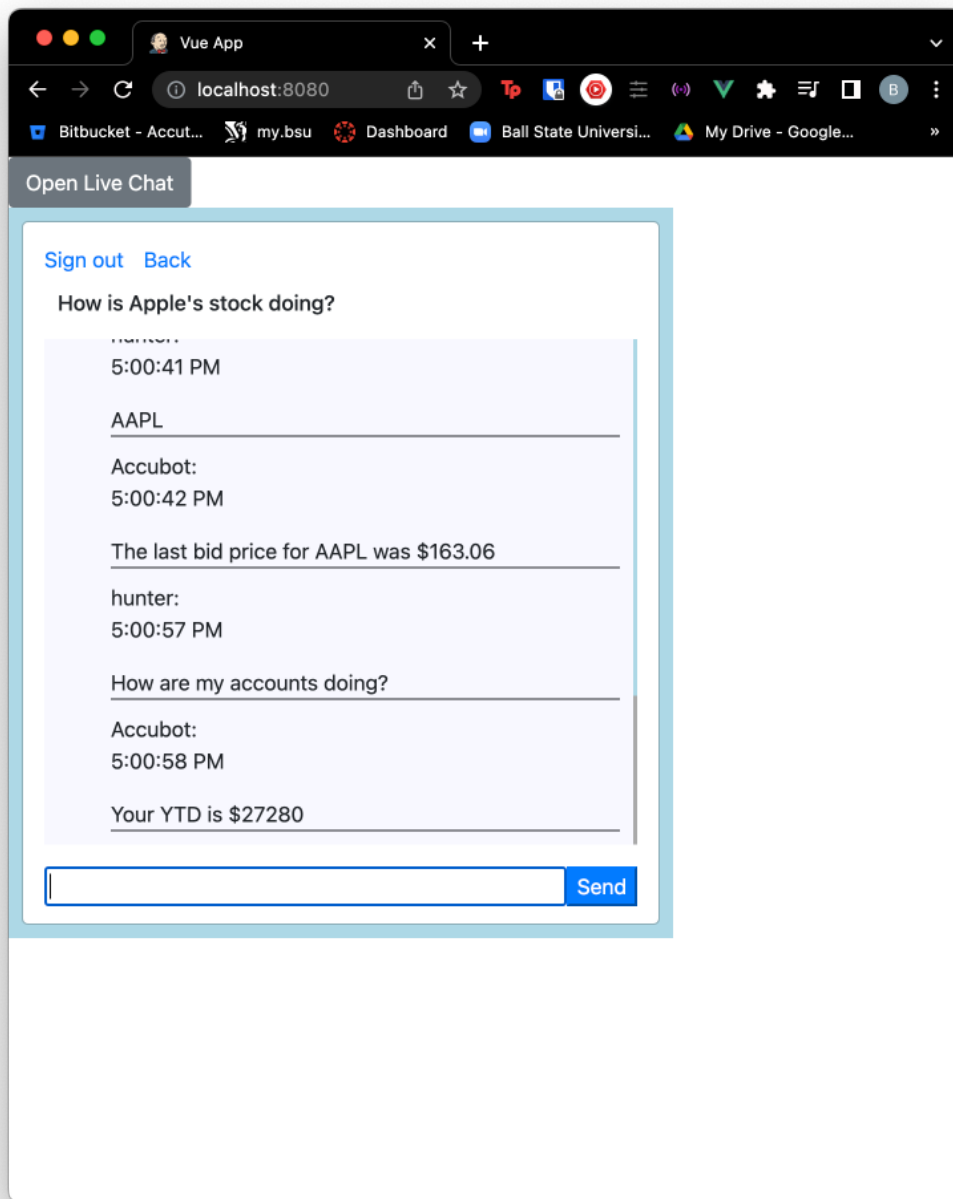 Vue App
localhost:8080
Tp
B
Bitbucket - Accut...
my.bsu
Dashboard
Ball State Universi...
My Drive - Google...
»
Open Live Chat
Sign out Back
How is Apple's stock doing?
hunter:
5:00:41 PM
AAPL
Accubot:
5:00:42 PM
The last bid price for AAPL was $163.06
hunter:
5:00:57 PM
How are my accounts doing?
Accubot:
5:00:58 PM
Your YTD is $27280
Send